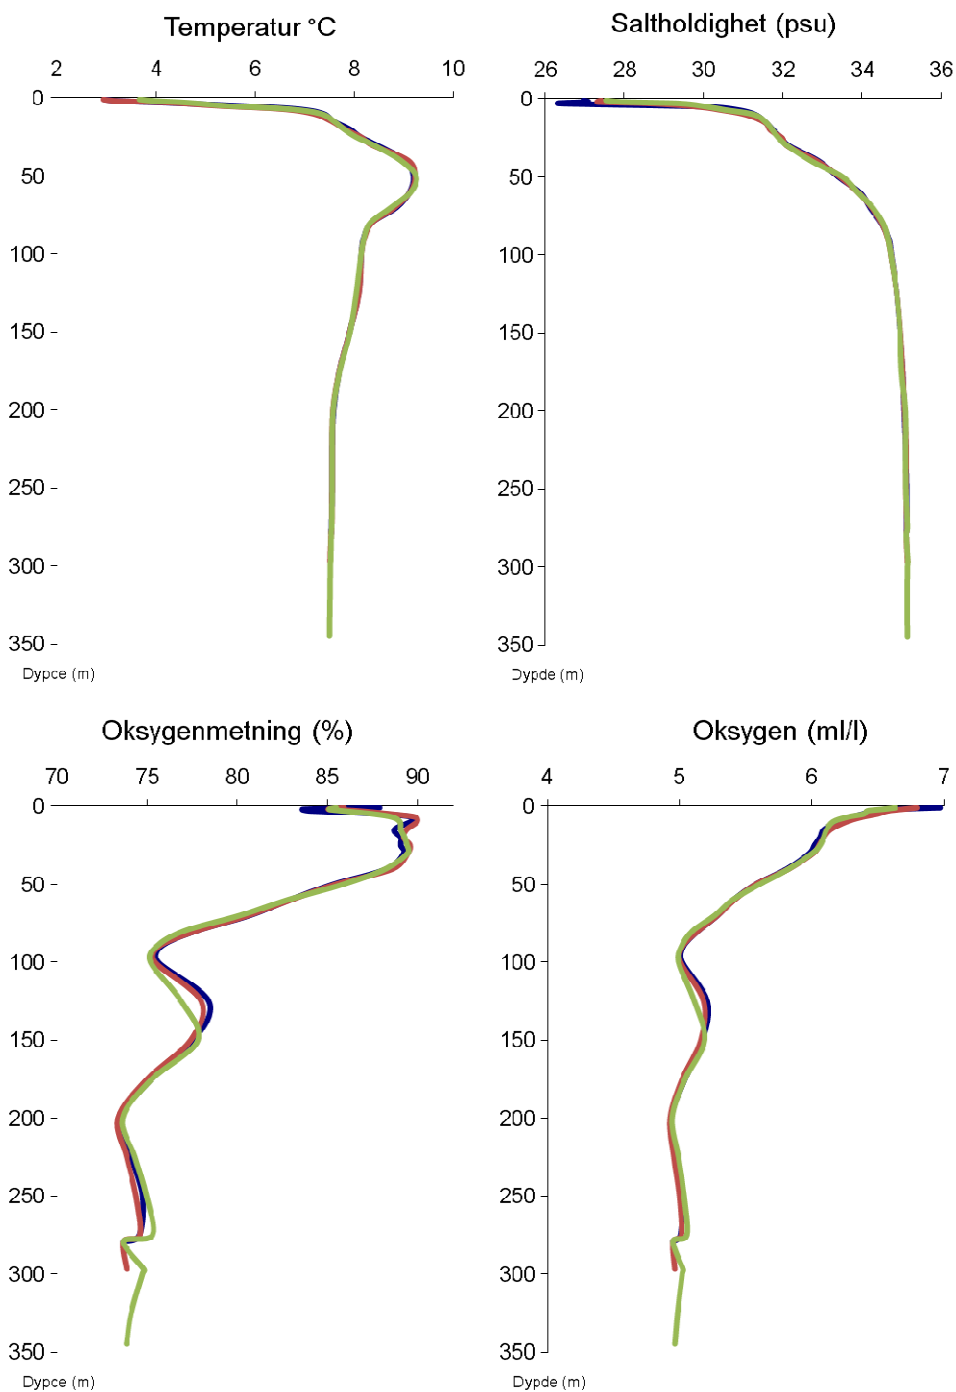 Temperatur °C
2 4 6 8 10
0
50
100
150
200
250
300
350
Dypce (m)
Saltholdighet (psu)
26 28 30 32 34 36
0
50
100
150
200
250
300
350
Dypde (m)
Oksygenmetning (%)
70 75 80 85 90
0
50
100
150
200
250
300
350
Dypce (m)
Oksygen (ml/l)
4 5 6 7
0
50
100
150
200
250
300
350
Dypde (m)